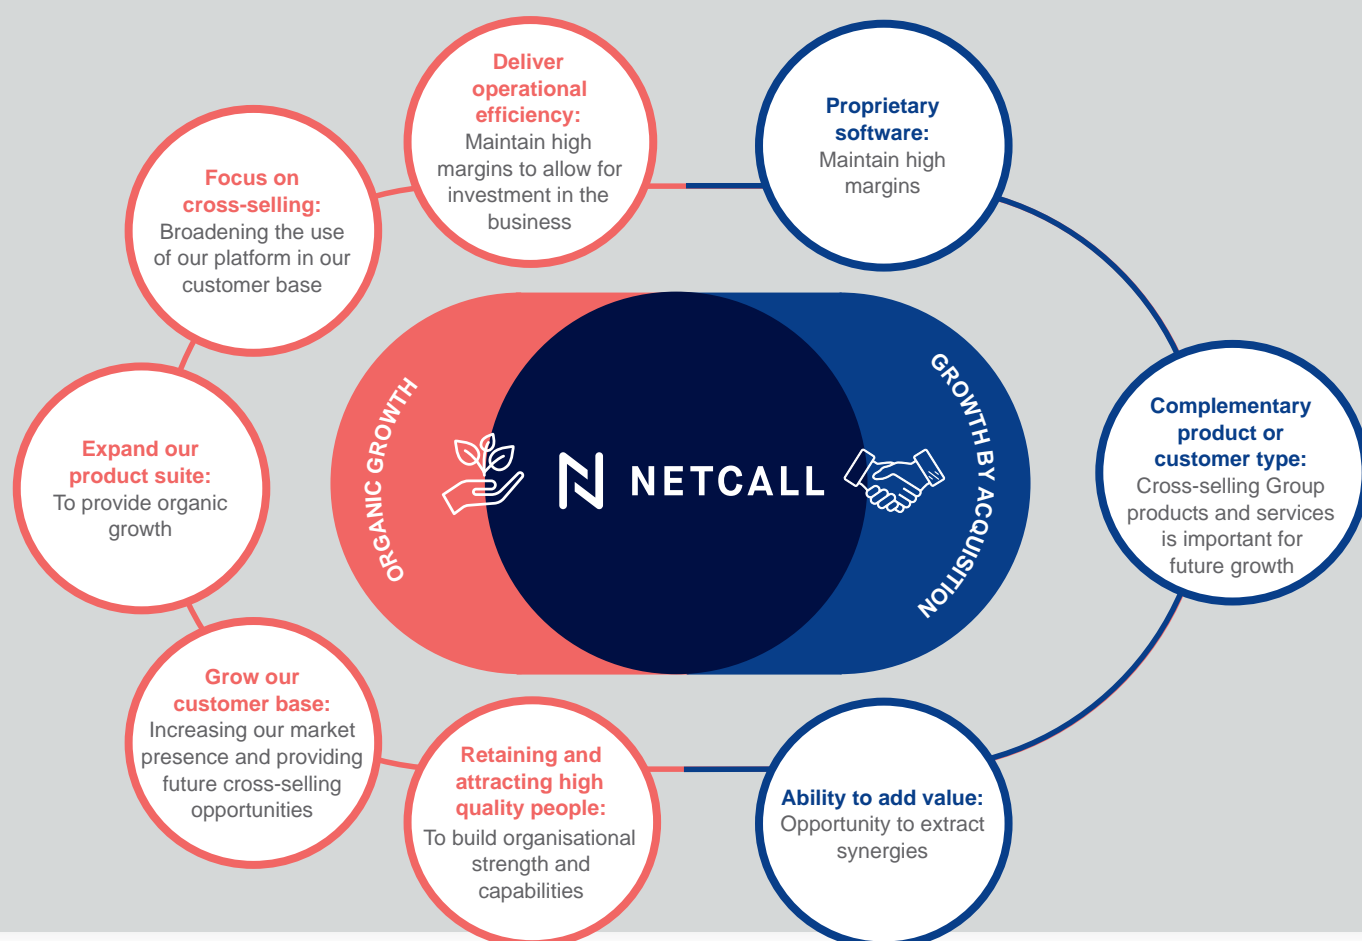 Deliver
operational
efficiency:
Maintain high
margins to allow for
investment in the
business
Proprietary
software:
Maintain high
margins
Focus on
cross-selling:
Broadening the use
of our platform in our
customer base
Complementary
product or
customer type:
Cross-selling Group
products and services
is important for
future growth
Expand our
product suite:
To provide organic
growth
ORGANIC GROWTH
NETCALL
GROWTH BY ACQUISITION
Grow our
customer base:
Increasing our market
presence and providing
future cross-selling
opportunities
Retaining and
attracting high
quality people:
To build organisational
strength and
capabilities
Ability to add value:
Opportunity to extract
synergies